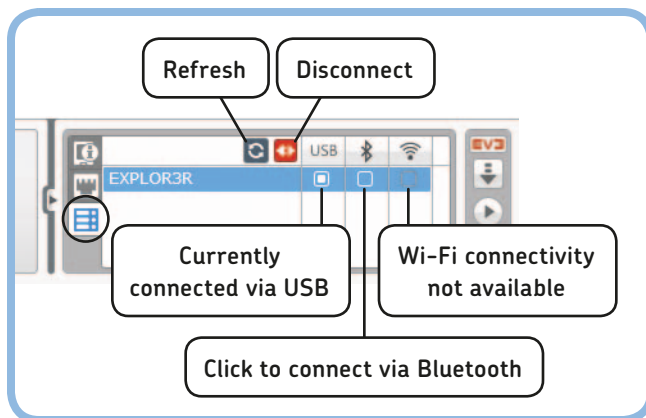 Refresh
Disconnect
USB
EV3
EXPLOR3R
Currently
connected via USB
Wi-Fi connectivity
not available
Click to connect via Bluetooth